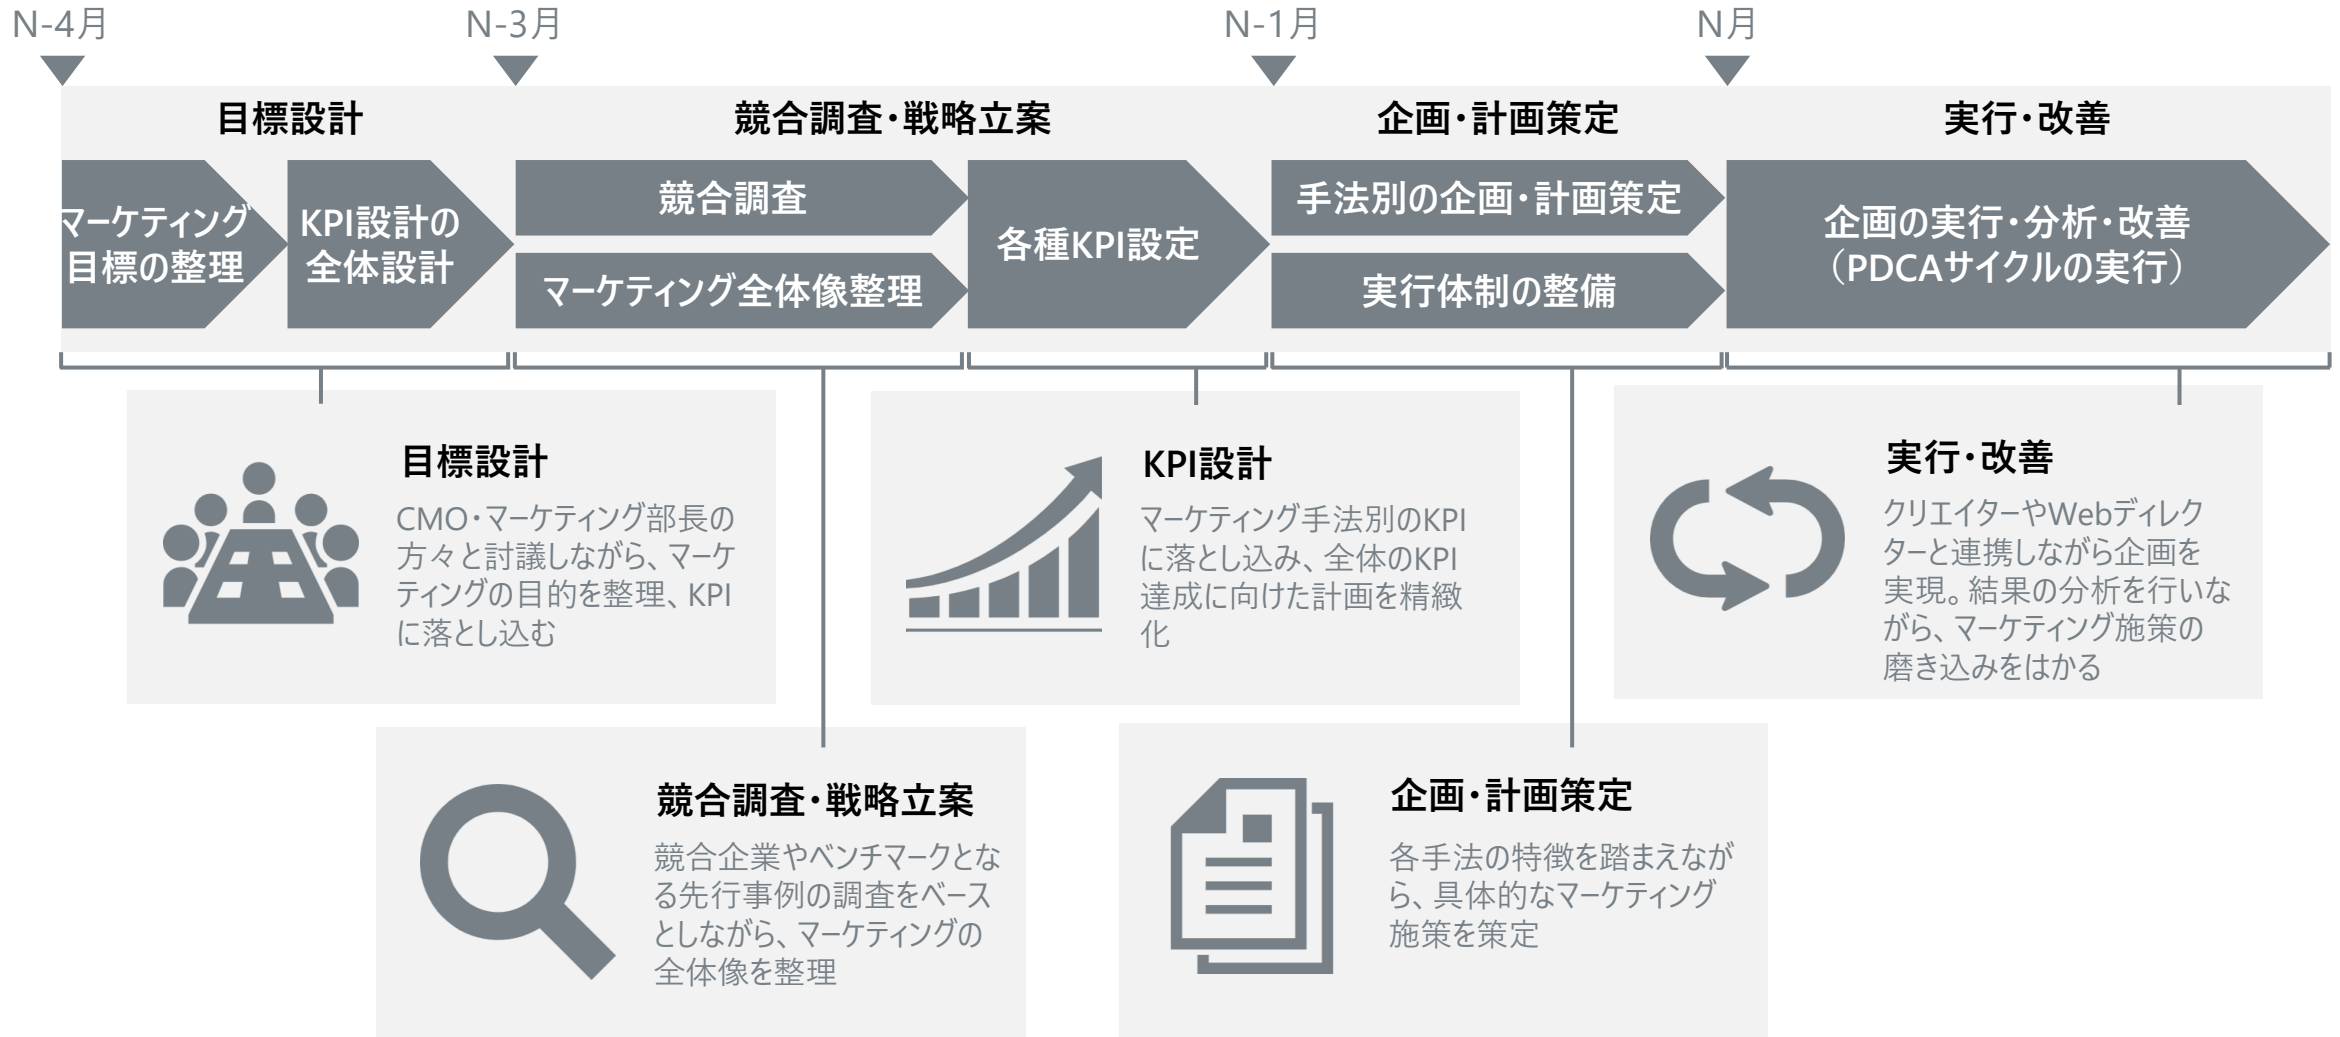 N-4月
N-3月
N-1月
N月
目標設計
競合調査・戦略立案
企画・計画策定
実行・改善
マーケティング
目標の整理
KPI設計の
全体設計
競合調査
マーケティング全体像整理
各種KPI設定
手法別の企画・計画策定
実行体制の整備
企画の実行・分析・改善
（PDCAサイクルの実行）
目標設計
CMO・マーケティング部長の
方々と討議しながら、マーケ
ティングの目的を整理、KPI
に落とし込む
KPI設計
マーケティング手法別のKPI
に落とし込み、全体のKPI
達成に向けた計画を精緻
化
実行・改善
クリエイターやWebディレク
ターと連携しながら企画を
実現。結果の分析を行いな
がら、マーケティング施策の
磨き込みをはかる
競合調査・戦略立案
競合企業やベンチマークとな
る先行事例の調査をベース
としながら、マーケティングの
全体像を整理
企画・計画策定
各手法の特徴を踏まえなが
ら、具体的なマーケティング
施策を策定